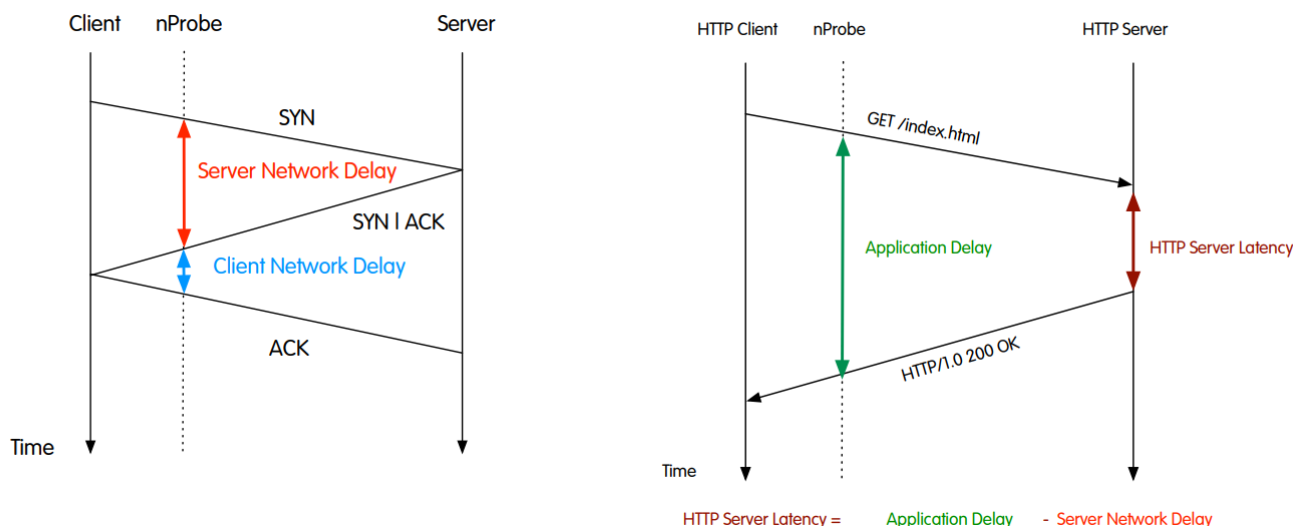 Client nProbe Server
SYN
Server Network Delay
SYN | ACK
Client Network Delay
ACK
Time
HTTP Client nProbe HTTP Server
GET /index.html
Application Delay
HTTP Server Latency
HTTP/1.0 200 OK
Time
HTTP Server Latency = Application Delay - Server Network Delay